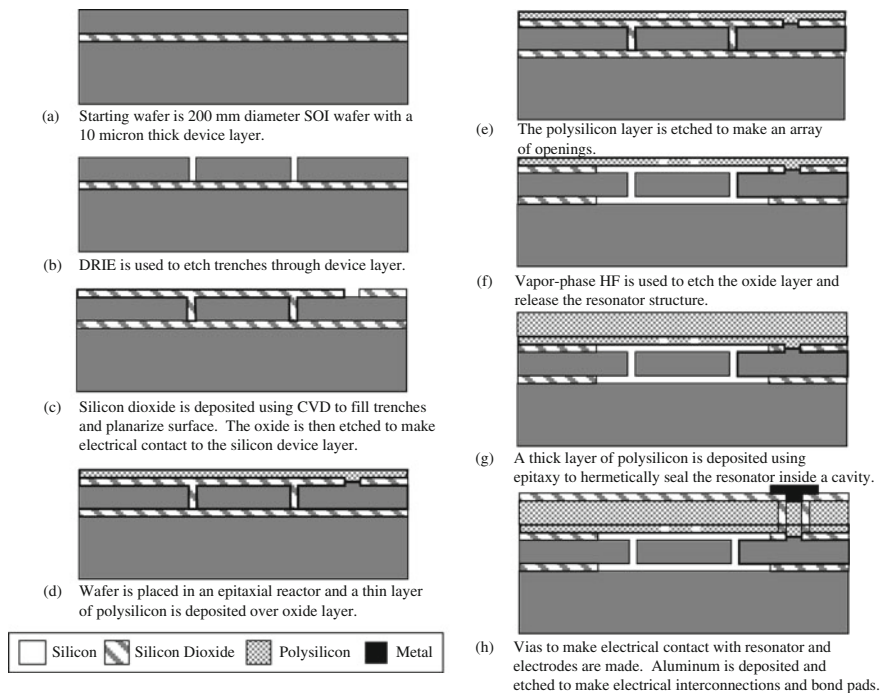 (a) Starting wafer is 200 mm diameter SOI wafer with a
10 micron thick device layer.
(b) DRIE is used to etch trenches through device layer.
(c) Silicon dioxide is deposited using CVD to fill trenches
and planarize surface. The oxide is then etched to make
electrical contact to the silicon device layer.
(d) Wafer is placed in an epitaxial reactor and a thin layer
of polysilicon is deposited over oxide layer.
(e) The polysilicon layer is etched to make an array
of openings.
(f) Vapor-phase HF is used to etch the oxide layer and
release the resonator structure.
(g) A thick layer of polysilicon is deposited using
epitaxy to hermetically seal the resonator inside a cavity.
(h) Vias to make electrical contact with resonator and
electrodes are made. Aluminum is deposited and
etched to make electrical interconnections and bond pads.
Silicon Silicon Dioxide Polysilicon Metal